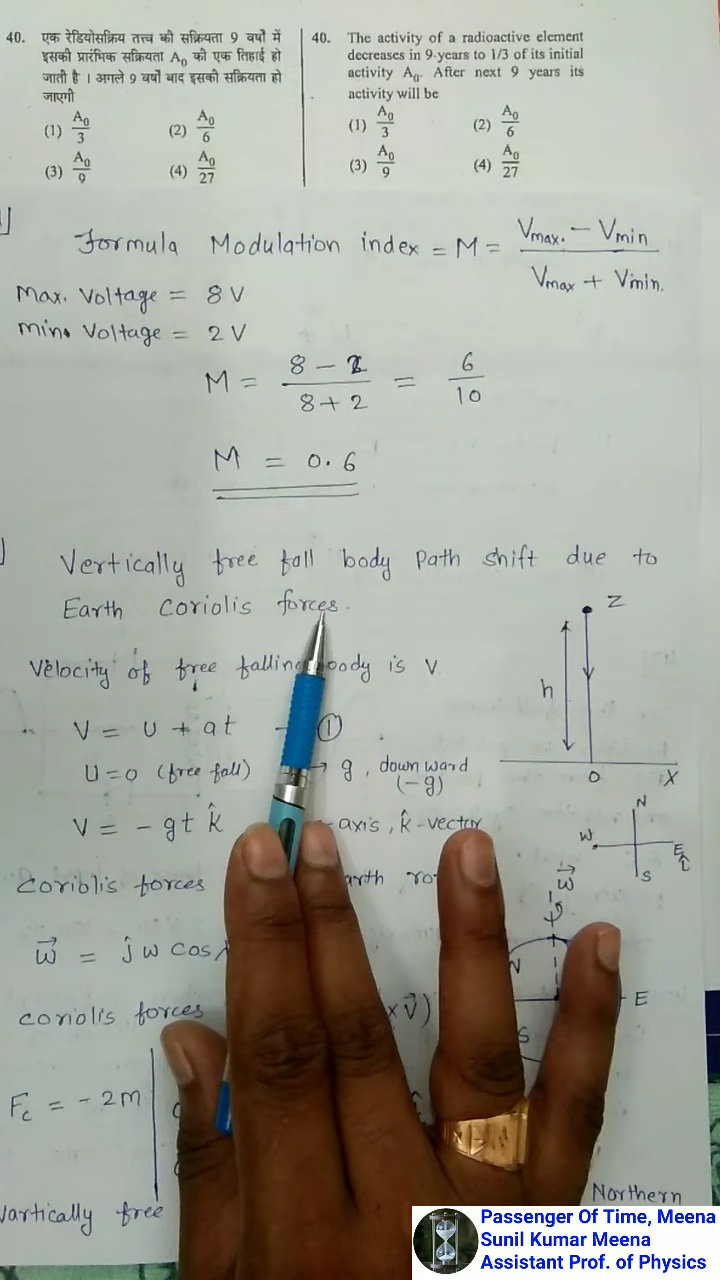 40. एक रेडियोसक्रिय तत्त्व की सक्रियता 9 वर्षों में
इसकी प्रारंभिक सक्रियता A₀ की एक तिहाई हो
जाती है । अगले 9 वर्षों बाद इसकी सक्रियता हो
जाएगी
(1) A₀/3 (2) A₀/6
(3) A₀/9 (4) A₀/27
40. The activity of a radioactive element
decreases in 9 years to 1/3 of its initial
activity A₀. After next 9 years its
activity will be
(1) A₀/3 (2) A₀/6
(3) A₀/9 (4) A₀/27
Formula Modulation index = M = (Vmax. − Vmin) / (Vmax + Vmin.)
Max. Voltage = 8 V
Min. Voltage = 2 V
M = (8 − 2) / (8 + 2) = 6/10
M = 0.6
Vertically free fall body Path shift due to
Earth Coriolis forces.
Z
h
O X
Velocity of free falling body is V
V = U + at — ①
U = 0 (free fall) → g, down ward
(−g)
V = − gt k̂ axis, k̂ - vector
N
W E
î
S
Coriolis forces
ω⃗ = ĵ ω cos
ω⃗
N
E
S
Coriolis forces × V⃗)
F_c = − 2m
Vartically free
Northern
Passenger Of Time, Meena
Sunil Kumar Meena
Assistant Prof. of Physics